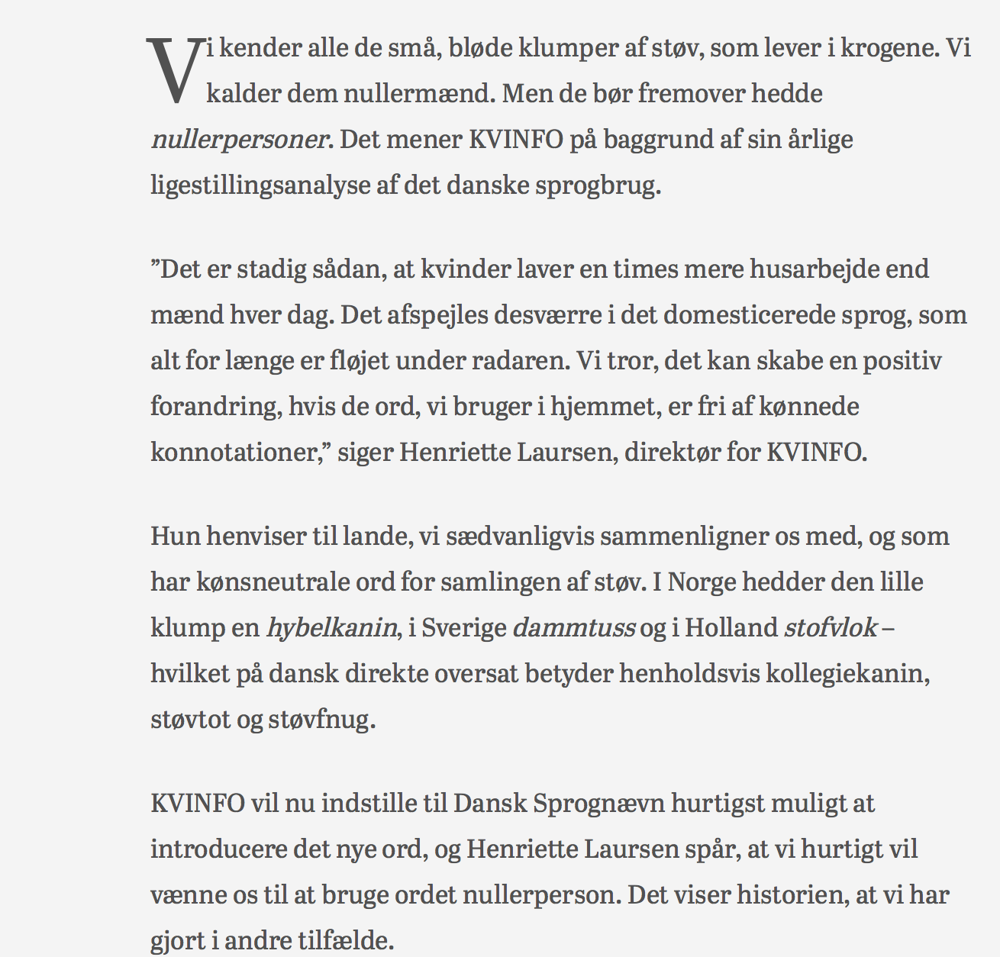 Vi kender alle de små, bløde klumper af støv, som lever i krogene. Vi
kalder dem nullermænd. Men de bør fremover hedde
nullerpersoner. Det mener KVINFO på baggrund af sin årlige
ligestillingsanalyse af det danske sprogbrug.
”Det er stadig sådan, at kvinder laver en times mere husarbejde end
mænd hver dag. Det afspejles desværre i det domesticerede sprog, som
alt for længe er fløjet under radaren. Vi tror, det kan skabe en positiv
forandring, hvis de ord, vi bruger i hjemmet, er fri af kønnede
konnotationer,” siger Henriette Laursen, direktør for KVINFO.
Hun henviser til lande, vi sædvanligvis sammenligner os med, og som
har kønsneutrale ord for samlingen af støv. I Norge hedder den lille
klump en hybelkanin, i Sverige dammtuss og i Holland stofvlok –
hvilket på dansk direkte oversat betyder henholdsvis kollegiekanin,
støvtot og støvfnug.
KVINFO vil nu indstille til Dansk Sprognævn hurtigst muligt at
introducere det nye ord, og Henriette Laursen spår, at vi hurtigt vil
vænne os til at bruge ordet nullerperson. Det viser historien, at vi har
gjort i andre tilfælde.